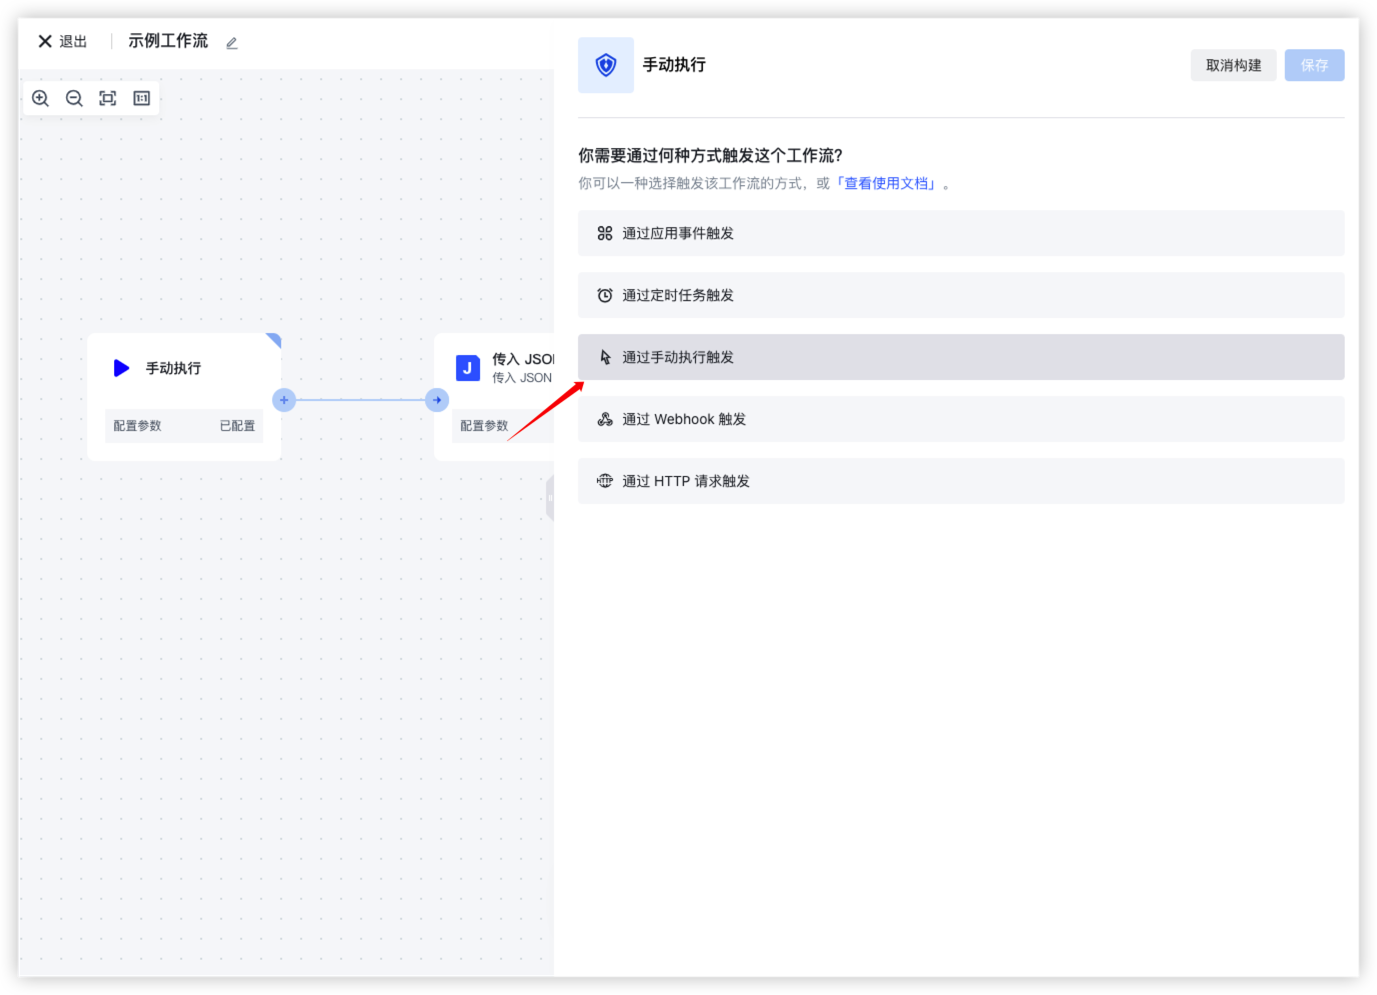 退出
示例工作流
1:1
手动执行
配置参数 已配置
J
传入 JSON
传入 JSON
配置参数
手动执行
取消构建
保存
你需要通过何种方式触发这个工作流?
你可以一种选择触发该工作流的方式，或「查看使用文档」。
通过应用事件触发
通过定时任务触发
通过手动执行触发
通过 Webhook 触发
通过 HTTP 请求触发